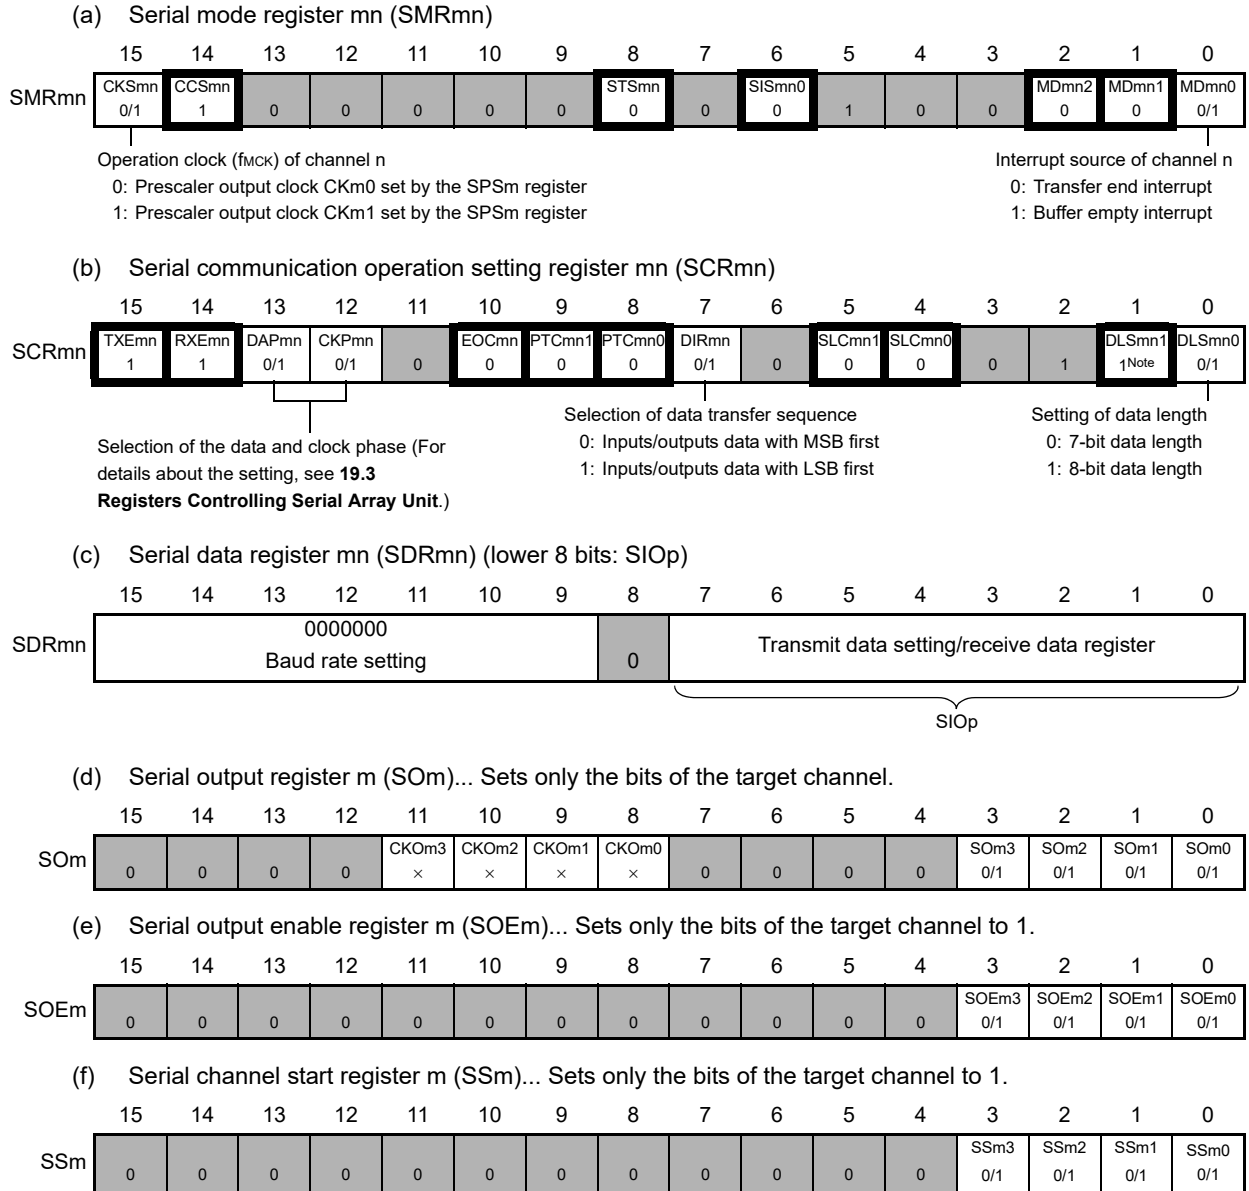 (a) Serial mode register mn (SMRmn)
15 14 13 12 11 10 9 8 7 6 5 4 3 2 1 0
SMRmn
CKSmn CCSmn STSmn SISmn0 MDmn2 MDmn1 MDmn0
0/1 1 0 0 0 0 0 0 0 0 1 0 0 0 0 0/1
Operation clock (fMCK) of channel n
0: Prescaler output clock CKm0 set by the SPSm register
1: Prescaler output clock CKm1 set by the SPSm register
Interrupt source of channel n
0: Transfer end interrupt
1: Buffer empty interrupt
(b) Serial communication operation setting register mn (SCRmn)
15 14 13 12 11 10 9 8 7 6 5 4 3 2 1 0
SCRmn
TXEmn RXEmn DAPmn CKPmn EOCmn PTCmn1 PTCmn0 DIRmn SLCmn1 SLCmn0 DLSmn1 DLSmn0
1 1 0/1 0/1 0 0 0 0 0/1 0 0 0 0 1 1Note 0/1
Selection of the data and clock phase (For
details about the setting, see 19.3
Registers Controlling Serial Array Unit.)
Selection of data transfer sequence
0: Inputs/outputs data with MSB first
1: Inputs/outputs data with LSB first
Setting of data length
0: 7-bit data length
1: 8-bit data length
(c) Serial data register mn (SDRmn) (lower 8 bits: SIOp)
15 14 13 12 11 10 9 8 7 6 5 4 3 2 1 0
SDRmn
0000000
Baud rate setting
0
Transmit data setting/receive data register
SIOp
(d) Serial output register m (SOm)... Sets only the bits of the target channel.
15 14 13 12 11 10 9 8 7 6 5 4 3 2 1 0
SOm
CKOm3 CKOm2 CKOm1 CKOm0 SOm3 SOm2 SOm1 SOm0
0 0 0 0 × × × × 0 0 0 0 0/1 0/1 0/1 0/1
(e) Serial output enable register m (SOEm)... Sets only the bits of the target channel to 1.
15 14 13 12 11 10 9 8 7 6 5 4 3 2 1 0
SOEm
SOEm3 SOEm2 SOEm1 SOEm0
0 0 0 0 0 0 0 0 0 0 0 0 0/1 0/1 0/1 0/1
(f) Serial channel start register m (SSm)... Sets only the bits of the target channel to 1.
15 14 13 12 11 10 9 8 7 6 5 4 3 2 1 0
SSm
SSm3 SSm2 SSm1 SSm0
0 0 0 0 0 0 0 0 0 0 0 0 0/1 0/1 0/1 0/1